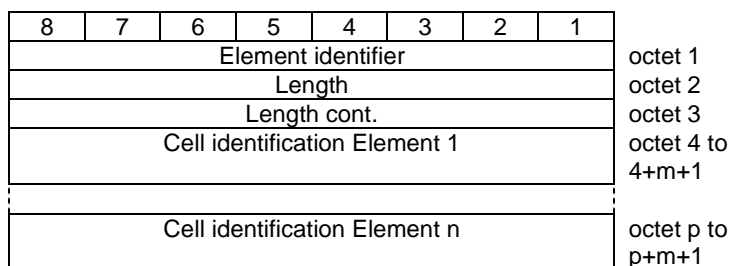 8 7 6 5 4 3 2 1
Element identifier octet 1
Length octet 2
Length cont. octet 3
Cell identification Element 1 octet 4 to
4+m+1
Cell identification Element n octet p to
p+m+1